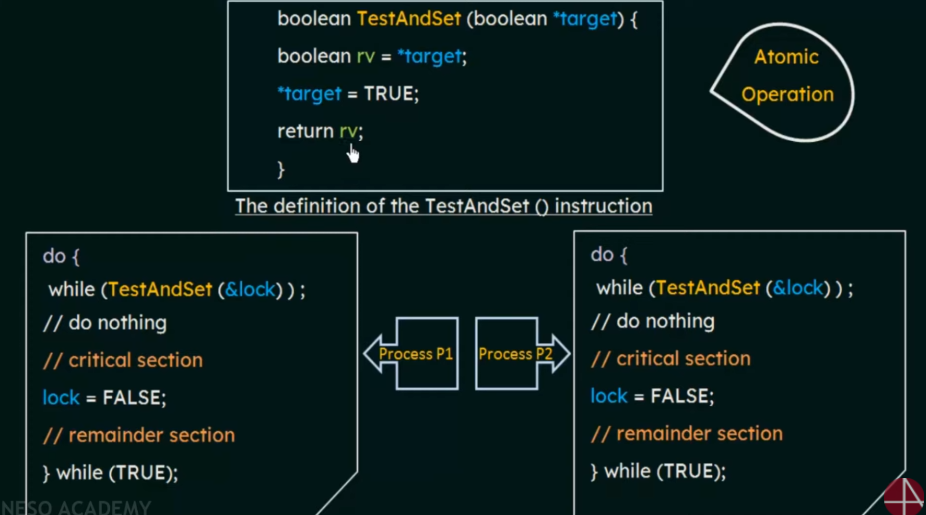 boolean TestAndSet (boolean *target) {
boolean rv = *target;
*target = TRUE;
return rv;
}
Atomic
Operation
The definition of the TestAndSet () instruction
do {
while (TestAndSet (&lock) ) ;
// do nothing
// critical section
lock = FALSE;
// remainder section
} while (TRUE);
Process P1
Process P2
do {
while (TestAndSet (&lock) ) ;
// do nothing
// critical section
lock = FALSE;
// remainder section
} while (TRUE);
NESO ACADEMY